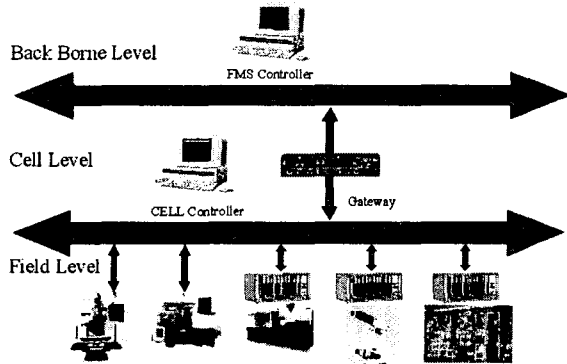 Back Borne Level
FMS Controller
Cell Level
CELL Controller
Gateway
Field Level